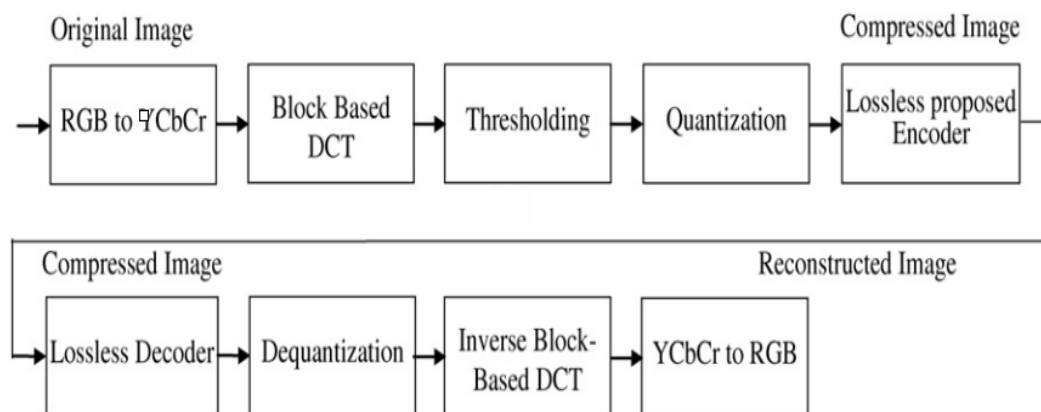 Original Image
Compressed Image
RGB to YCbCr
Block Based
DCT
Thresholding
Quantization
Lossless proposed
Encoder
Compressed Image
Reconstructed Image
Lossless Decoder
Dequantization
Inverse Block-
Based DCT
YCbCr to RGB